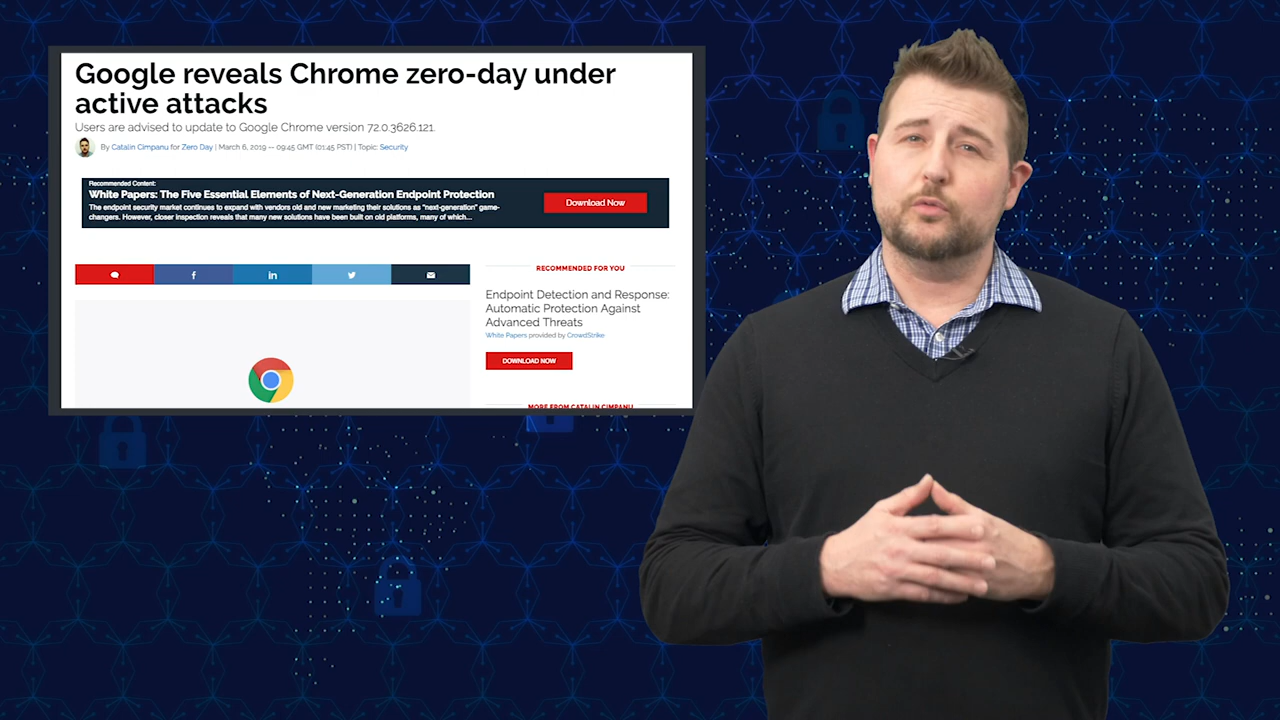 Google reveals Chrome zero-day under
active attacks
Users are advised to update to Google Chrome version 72.0.3626.121.
By Catalin Cimpanu for Zero Day | March 6, 2019 -- 09:45 GMT (01:45 PST) | Topic: Security
Recommended Content:
White Papers: The Five Essential Elements of Next-Generation Endpoint Protection
The endpoint security market continues to expand with vendors old and new marketing their solutions as "next-generation" game-
changers. However, closer inspection reveals that many new solutions have been built on old platforms, many of which...
Download Now
f
in
RECOMMENDED FOR YOU
Endpoint Detection and Response:
Automatic Protection Against
Advanced Threats
White Papers provided by CrowdStrike
DOWNLOAD NOW
MORE FROM CATALIN CIMPANU